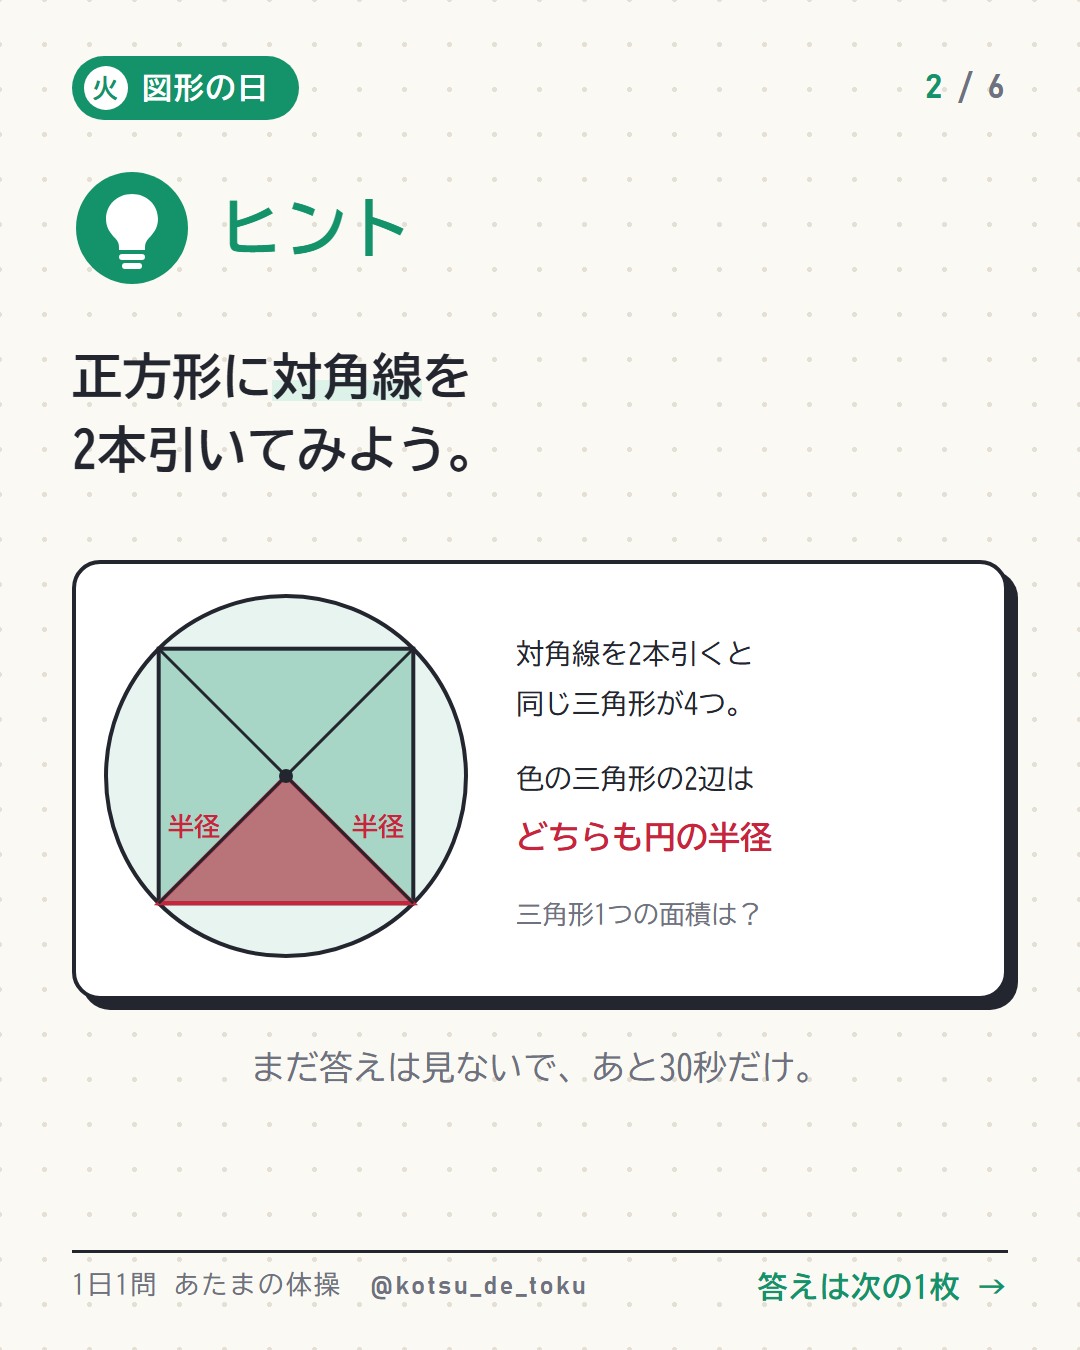 火 図形の日
2 / 6
ヒント
正方形に対角線を
2本引いてみよう。
半径
半径
対角線を2本引くと
同じ三角形が4つ。
色の三角形の2辺は
どちらも円の半径
三角形1つの面積は？
まだ答えは見ないで、あと30秒だけ。
1日1問 あたまの体操 @kotsu_de_toku
答えは次の1枚 →